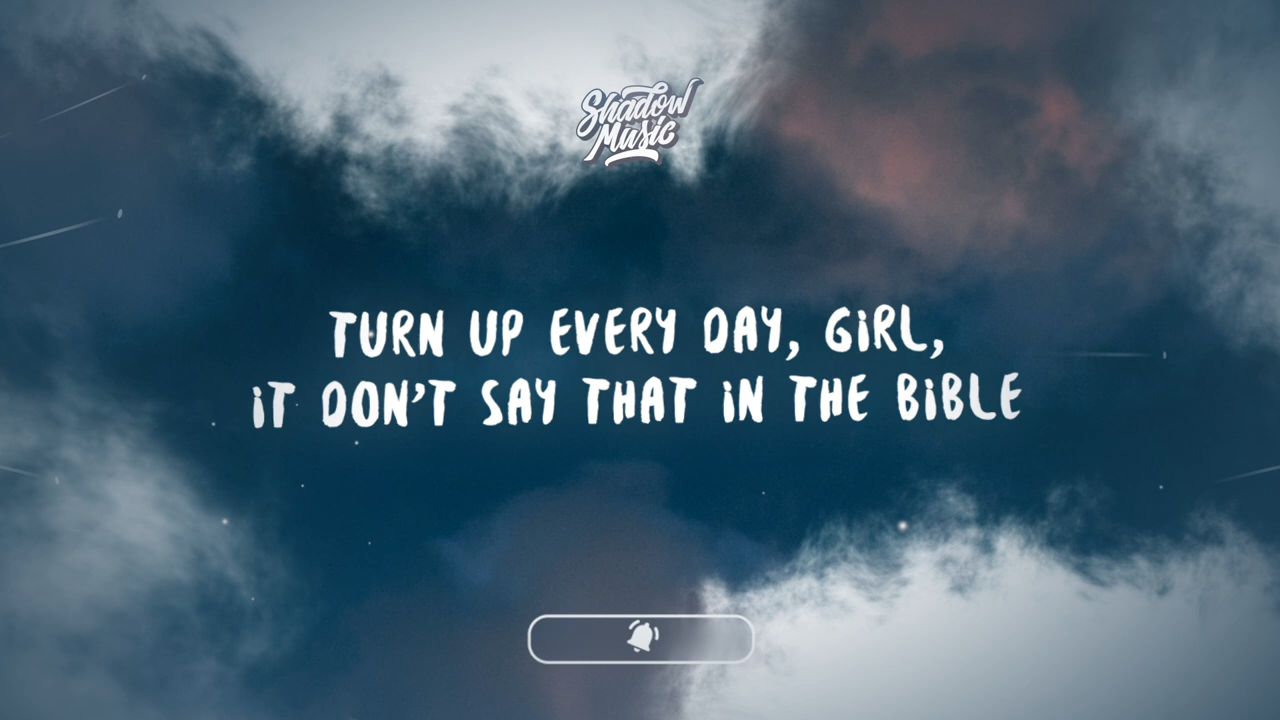 Shadow
Music
TURN UP EVERY DAY, GiRL,
iT DON'T SAY THAT iN THE BiBLE